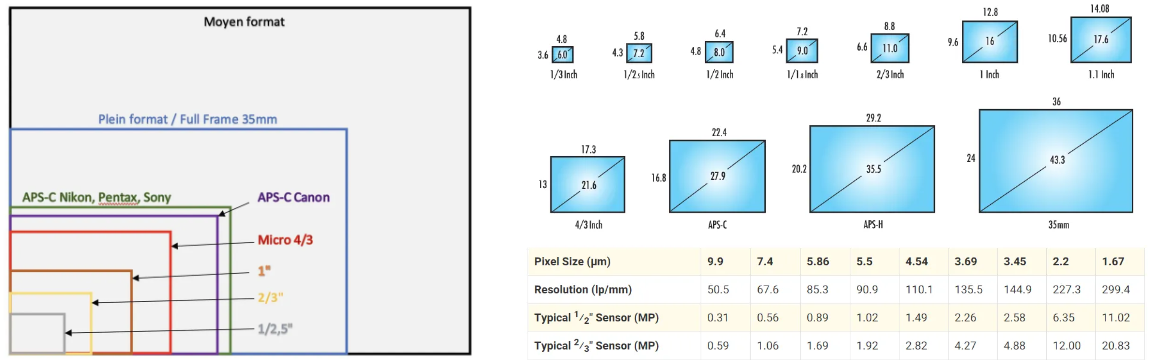 Moyen format
Plein format / Full Frame 35mm
APS-C Nikon, Pentax, Sony
APS-C Canon
Micro 4/3
1"
2/3"
1/2,5"
4.8
3.6 6.0
1/3 Inch
5.8
4.3 7.2
1/2.5 Inch
6.4
4.8 8.0
1/2 Inch
7.2
5.4 9.0
1/1.8 Inch
8.8
6.6 11.0
2/3 Inch
12.8
9.6 16
1 Inch
14.08
10.56 17.6
1.1 Inch
17.3
13 21.6
4/3 Inch
22.4
16.8 27.9
APS-C
29.2
20.2 35.5
APS-H
36
24 43.3
35mm
Pixel Size (μm) 9.9 7.4 5.86 5.5 4.54 3.69 3.45 2.2 1.67
Resolution (lp/mm) 50.5 67.6 85.3 90.9 110.1 135.5 144.9 227.3 299.4
Typical 1/2" Sensor (MP) 0.31 0.56 0.89 1.02 1.49 2.26 2.58 6.35 11.02
Typical 2/3" Sensor (MP) 0.59 1.06 1.69 1.92 2.82 4.27 4.88 12.00 20.83